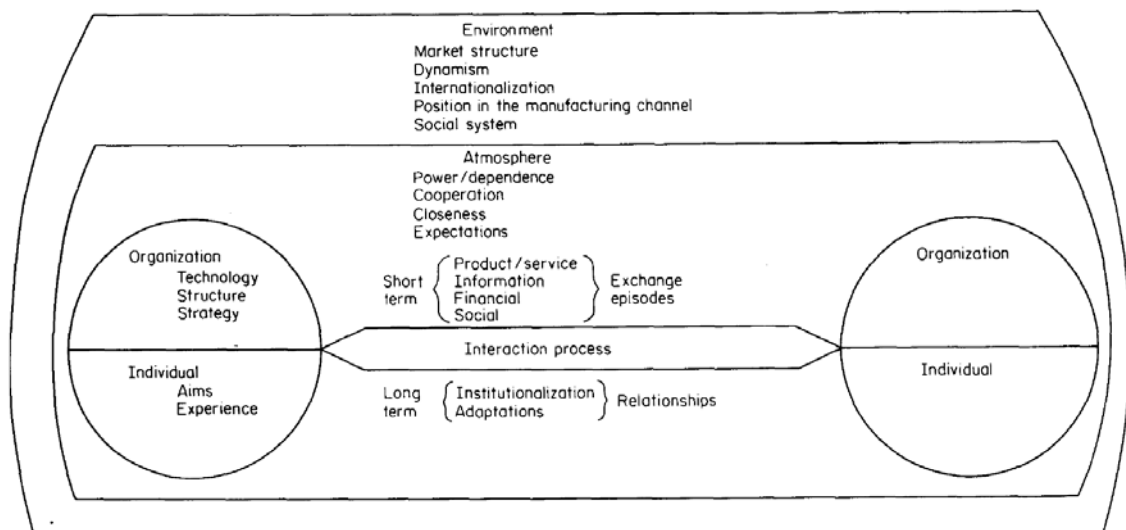 Environment
Market structure
Dynamism
Internationalization
Position in the manufacturing channel
Social system
Atmosphere
Power/dependence
Cooperation
Closeness
Expectations
Organization
Technology
Structure
Strategy
Individual
Aims
Experience
Short term
Product/service
Information
Financial
Social
Exchange episodes
Interaction process
Long term
Institutionalization
Adaptations
Relationships
Organization
Individual